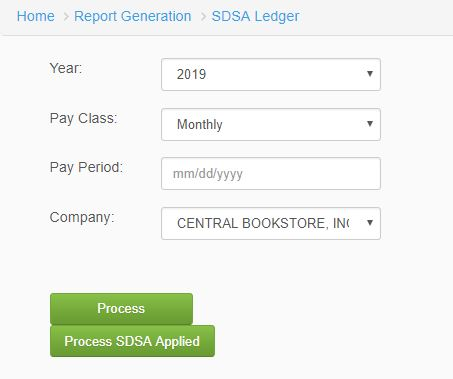 Home > Report Generation > SDSA Ledger
Year: 2019
Pay Class: Monthly
Pay Period: mm/dd/yyyy
Company: CENTRAL BOOKSTORE, IN
Process
Process SDSA Applied